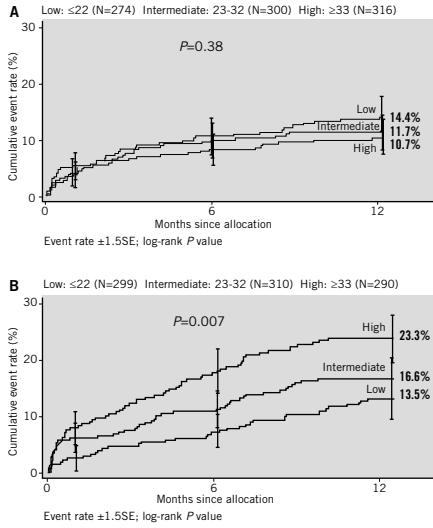 A
Low: ≤22 (N=274) Intermediate: 23-32 (N=300) High: ≥33 (N=316)
30
P=0.38
20
Cumulative event rate (%)
Low
14.4%
Intermediate
11.7%
10
10.7%
High
0
0
6
12
Months since allocation
Event rate ±1.5SE; log-rank P value
B
Low: ≤22 (N=299) Intermediate: 23-32 (N=310) High: ≥33 (N=290)
30
P=0.007
High
23.3%
20
Cumulative event rate (%)
Intermediate
16.6%
Low
13.5%
10
0
0
6
12
Months since allocation
Event rate ±1.5SE; log-rank P value